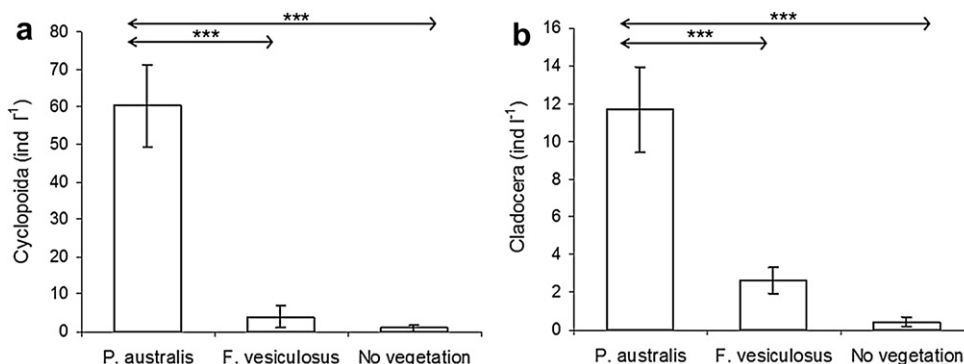 a
***
***
80
70
60
50
40
30
20
10
0
Cyclopoida (ind l¹)
P. australis
F. vesiculosus
No vegetation
b
***
***
16
14
12
10
8
6
4
2
0
Cladocera (ind l⁻¹)
P. australis
F. vesiculosus
No vegetation